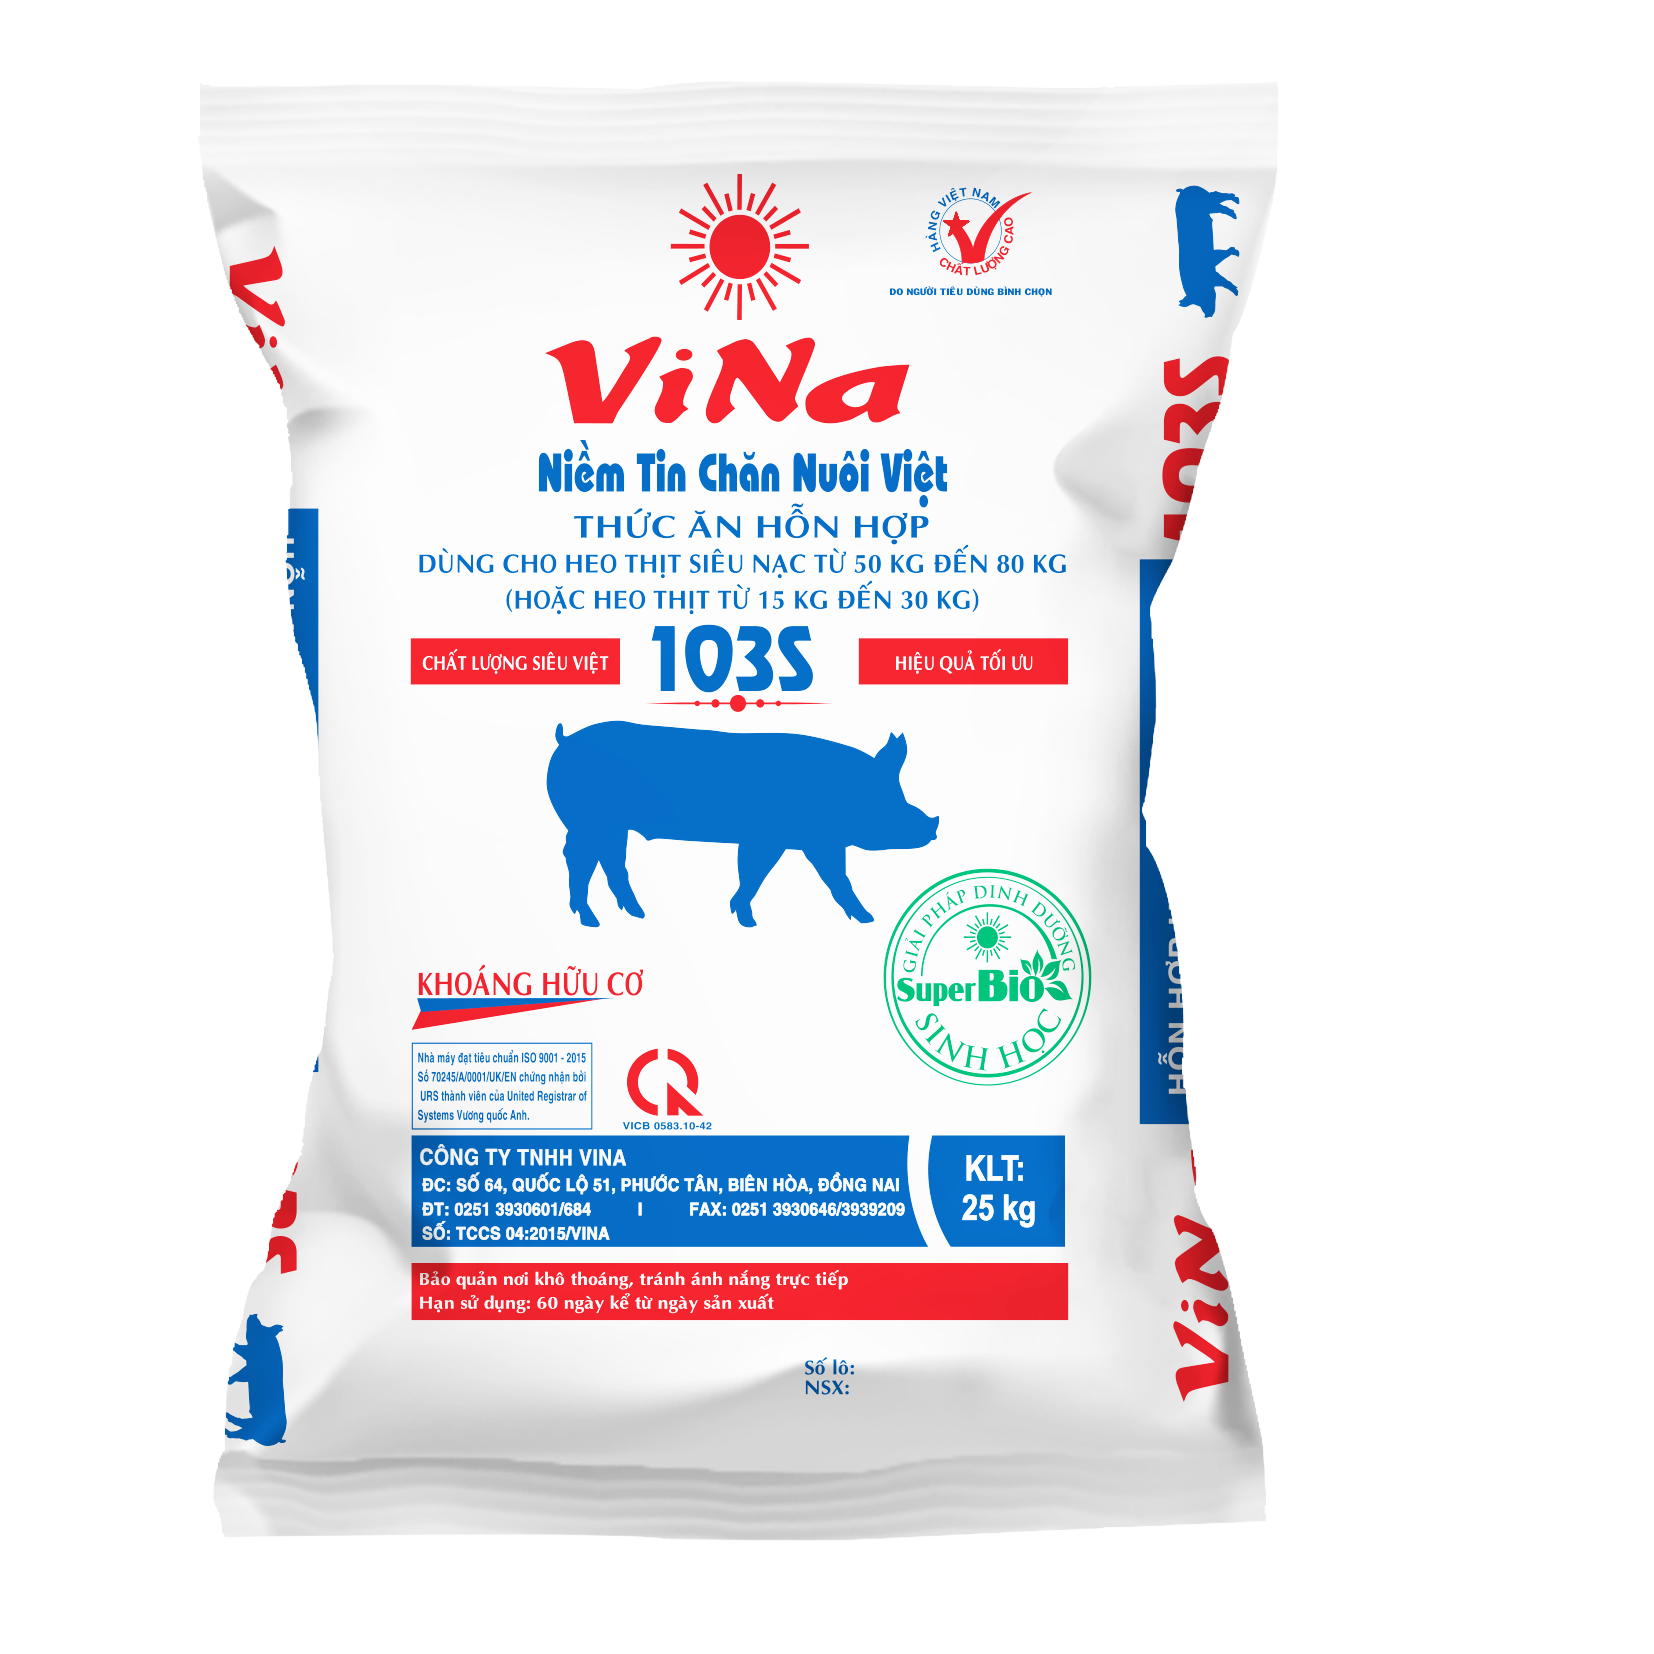 HÀNG VIỆT NAM
CHẤT LƯỢNG CAO
DO NGƯỜI TIÊU DÙNG BÌNH CHỌN
ViNa
Niềm Tin Chăn Nuôi Việt
THỨC ĂN HỖN HỢP
DÙNG CHO HEO THỊT SIÊU NẠC TỪ 50 KG ĐẾN 80 KG
(HOẶC HEO THỊT TỪ 15 KG ĐẾN 30 KG)
CHẤT LƯỢNG SIÊU VIỆT
103S
HIỆU QUẢ TỐI ƯU
GIẢI PHÁP DINH DƯỠNG
SuperBio
SINH HỌC
KHOÁNG HỮU CƠ
Nhà máy đạt tiêu chuẩn ISO 9001 - 2015
Số 70245/A/0001/UK/EN chứng nhận bởi
URS thành viên của United Registrar of
Systems Vương quốc Anh.
VICB 0583.10-42
CÔNG TY TNHH VINA
ĐC: SỐ 64, QUỐC LỘ 51, PHƯỚC TÂN, BIÊN HÒA, ĐỒNG NAI
ĐT: 0251 3930601/684 I FAX: 0251 3930646/3939209
SỐ: TCCS 04:2015/VINA
KLT:
25 kg
Bảo quản nơi khô thoáng, tránh ánh nắng trực tiếp
Hạn sử dụng: 60 ngày kể từ ngày sản xuất
Số lô:
NSX:
ViNa
103S
HỖN HỢP
ViN